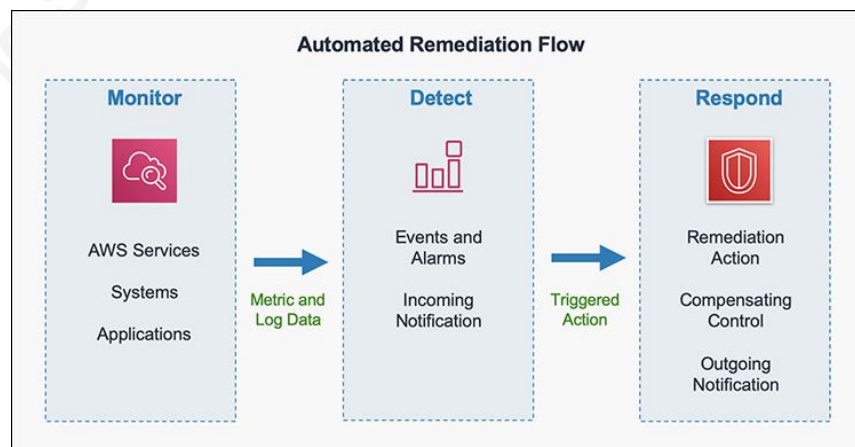 Automated Remediation Flow
Monitor
AWS Services
Systems
Applications
Metric and
Log Data
Detect
Events and
Alarms
Incoming
Notification
Triggered
Action
Respond
Remediation
Action
Compensating
Control
Outgoing
Notification